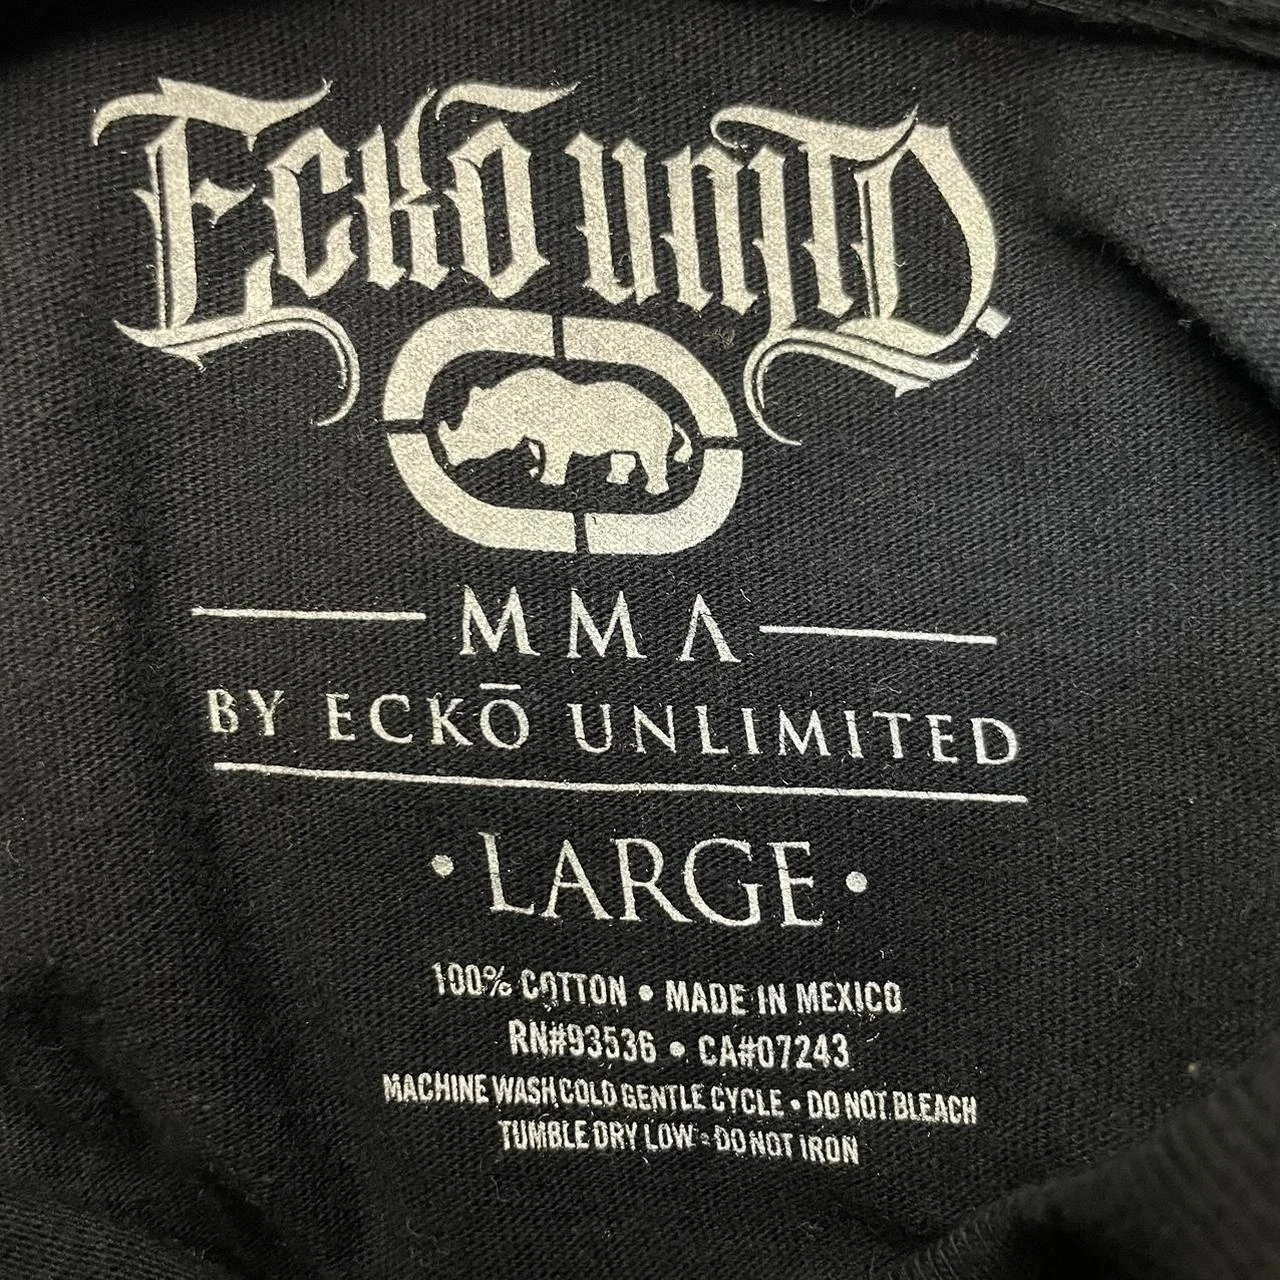 Eckō unlTD.
MMA
BY ECKŌ UNLIMITED
• LARGE •
100% COTTON • MADE IN MEXICO
RN#93536 • CA#07243
MACHINE WASH COLD GENTLE CYCLE • DO NOT BLEACH
TUMBLE DRY LOW • DO NOT IRON